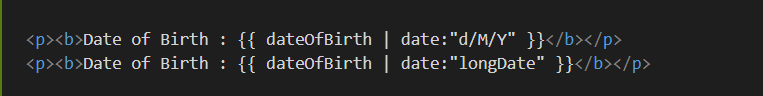 <p><b>Date of Birth : {{ dateOfBirth | date:"d/M/Y" }}</b></p>
<p><b>Date of Birth : {{ dateOfBirth | date:"longDate" }}</b></p>